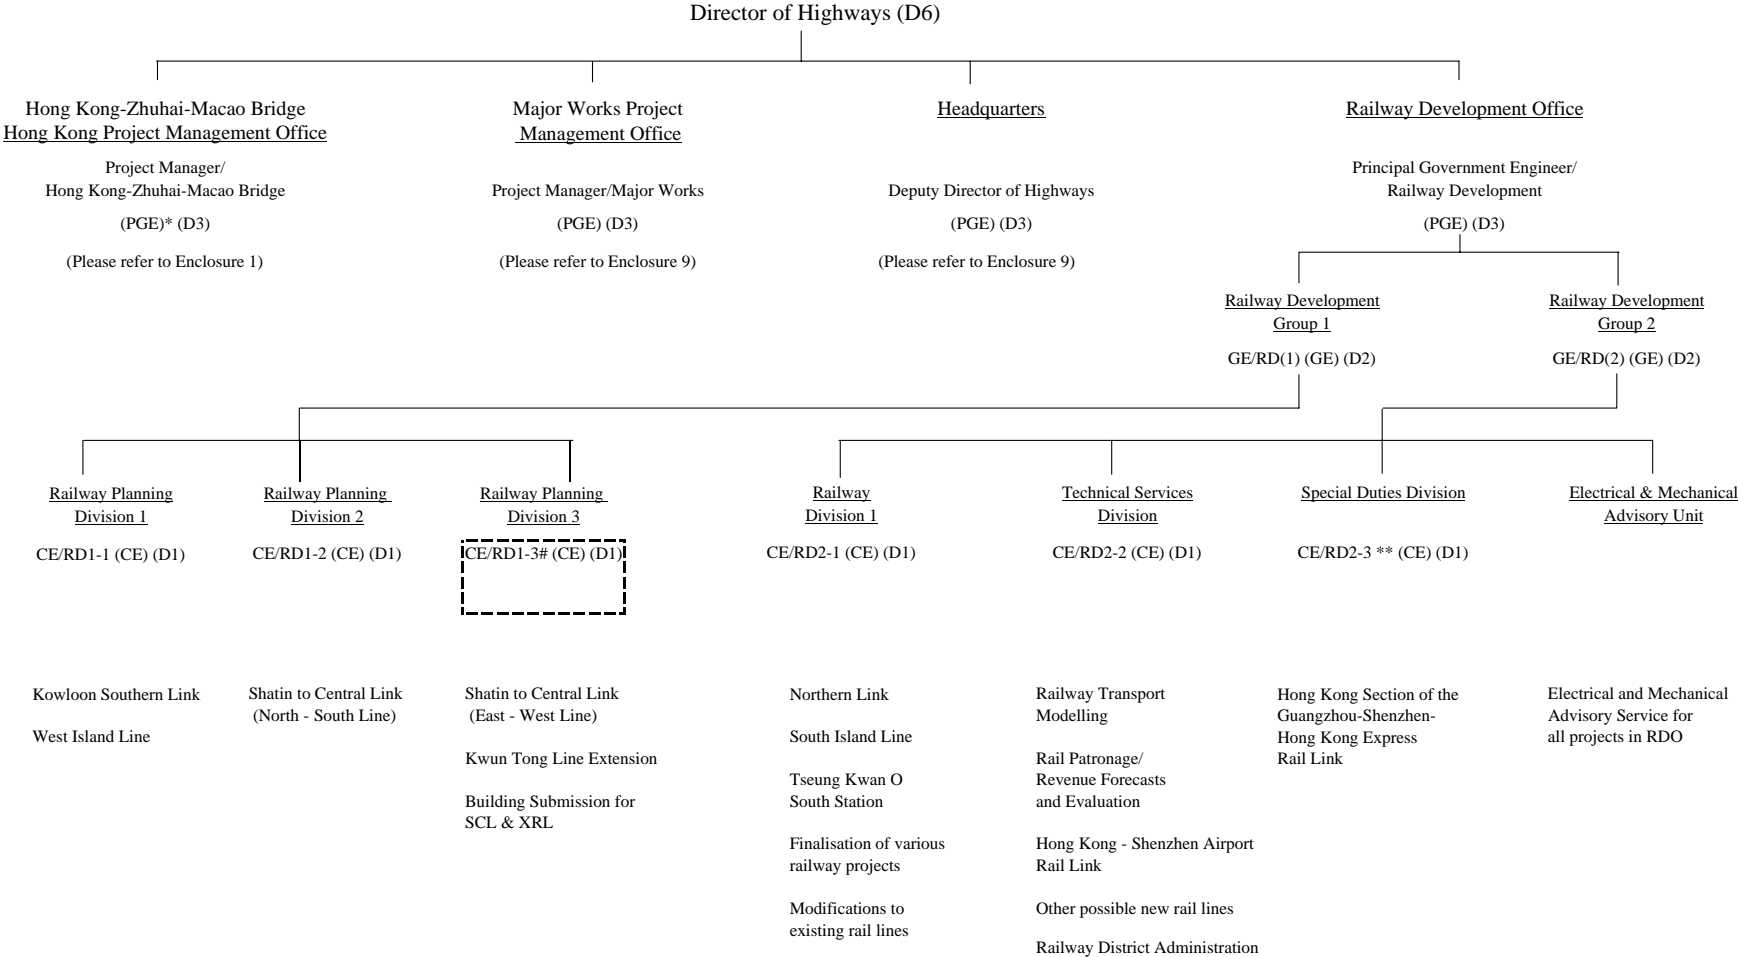 Director of Highways (D6)
Hong Kong-Zhuhai-Macao Bridge
Hong Kong Project Management Office
Project Manager/
Hong Kong-Zhuhai-Macao Bridge
(PGE)* (D3)
(Please refer to Enclosure 1)
Major Works Project
Management Office
Project Manager/Major Works
(PGE) (D3)
(Please refer to Enclosure 9)
Headquarters
Deputy Director of Highways
(PGE) (D3)
(Please refer to Enclosure 9)
Railway Development Office
Principal Government Engineer/
Railway Development
(PGE) (D3)
Railway Development
Group 1
GE/RD(1) (GE) (D2)
Railway Development
Group 2
GE/RD(2) (GE) (D2)
Railway Planning
Division 1
CE/RD1-1 (CE) (D1)
Kowloon Southern Link
West Island Line
Railway Planning
Division 2
CE/RD1-2 (CE) (D1)
Shatin to Central Link
(North - South Line)
Railway Planning
Division 3
CE/RD1-3# (CE) (D1)
Shatin to Central Link
(East - West Line)
Kwun Tong Line Extension
Building Submission for
SCL & XRL
Railway
Division 1
CE/RD2-1 (CE) (D1)
Northern Link
South Island Line
Tseung Kwan O
South Station
Finalisation of various
railway projects
Modifications to
existing rail lines
Technical Services
Division
CE/RD2-2 (CE) (D1)
Railway Transport
Modelling
Rail Patronage/
Revenue Forecasts
and Evaluation
Hong Kong - Shenzhen Airport
Rail Link
Other possible new rail lines
Railway District Administration
Special Duties Division
CE/RD2-3 ** (CE) (D1)
Hong Kong Section of the
Guangzhou-Shenzhen-
Hong Kong Express
Rail Link
Electrical & Mechanical
Advisory Unit
Electrical and Mechanical
Advisory Service for
all projects in RDO